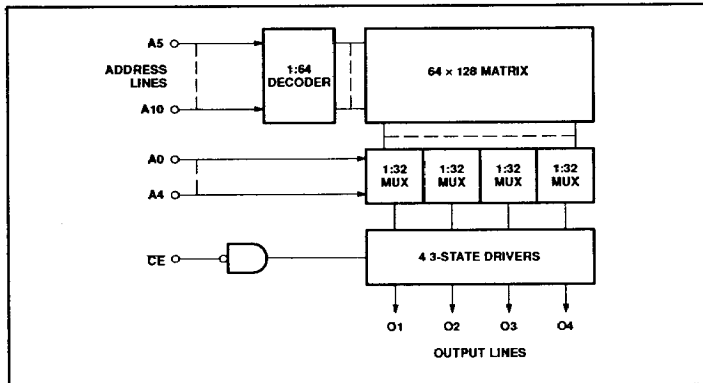 A5
ADDRESS
LINES
A10
1:64
DECODER
64 × 128 MATRIX
A0
A4
1:32
MUX
1:32
MUX
1:32
MUX
1:32
MUX
CE
4 3-STATE DRIVERS
O1 O2 O3 O4
OUTPUT LINES